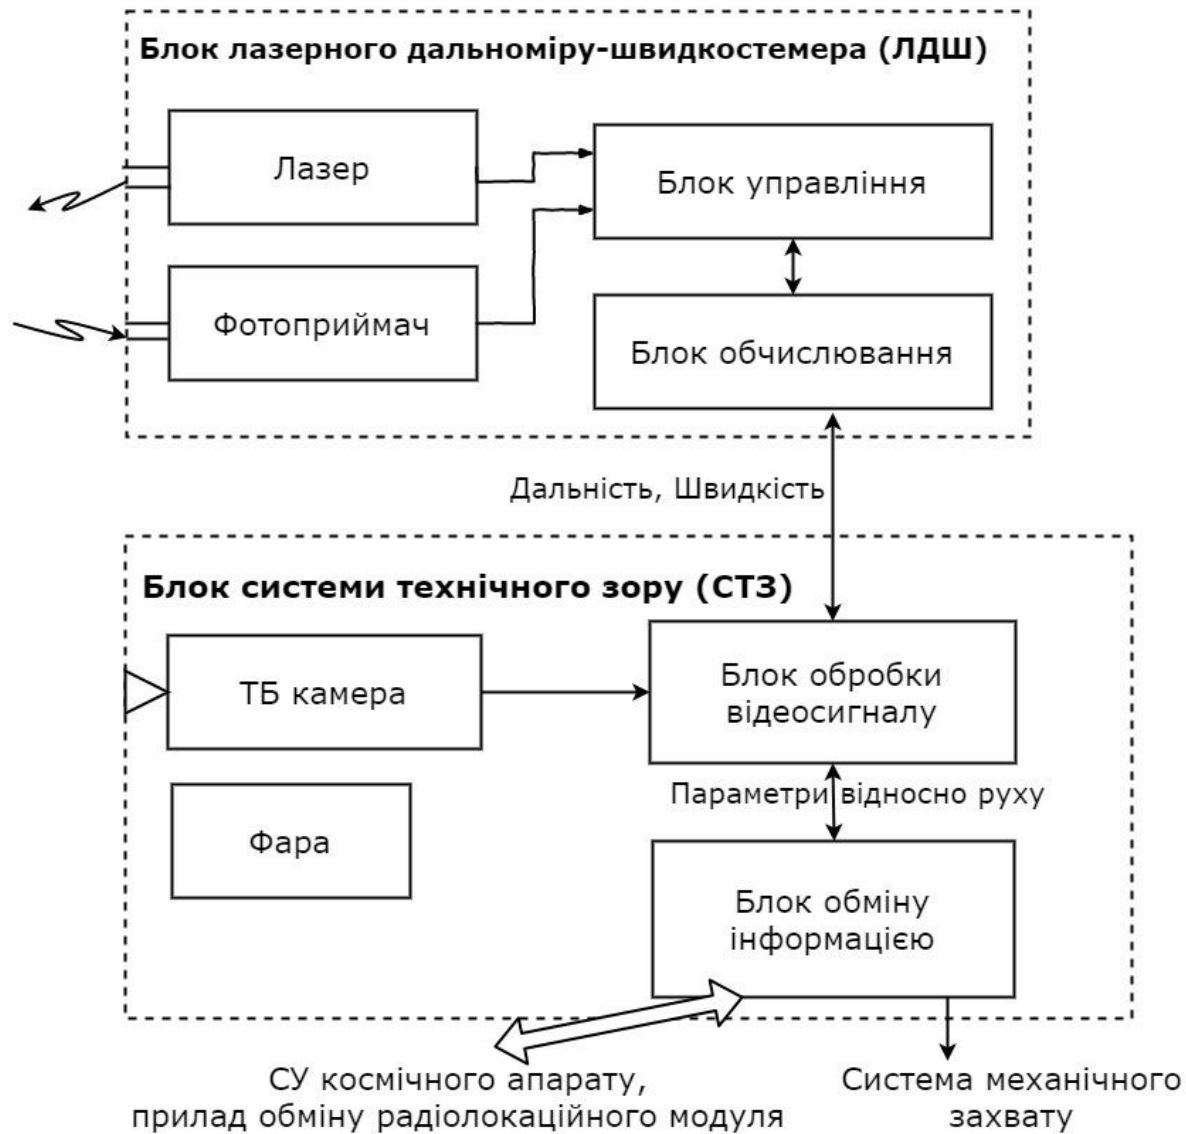 Блок лазерного дальноміру-швидкостемера (ЛДШ)
Лазер
Блок управління
Фотоприймач
Блок обчислювання
Дальність, Швидкість
Блок системи технічного зору (СТЗ)
ТБ камера
Блок обробки
відеосигналу
Параметри відносно руху
Фара
Блок обміну
інформацією
СУ космічного апарату,
прилад обміну радіолокаційного модуля
Система механічного
захвату